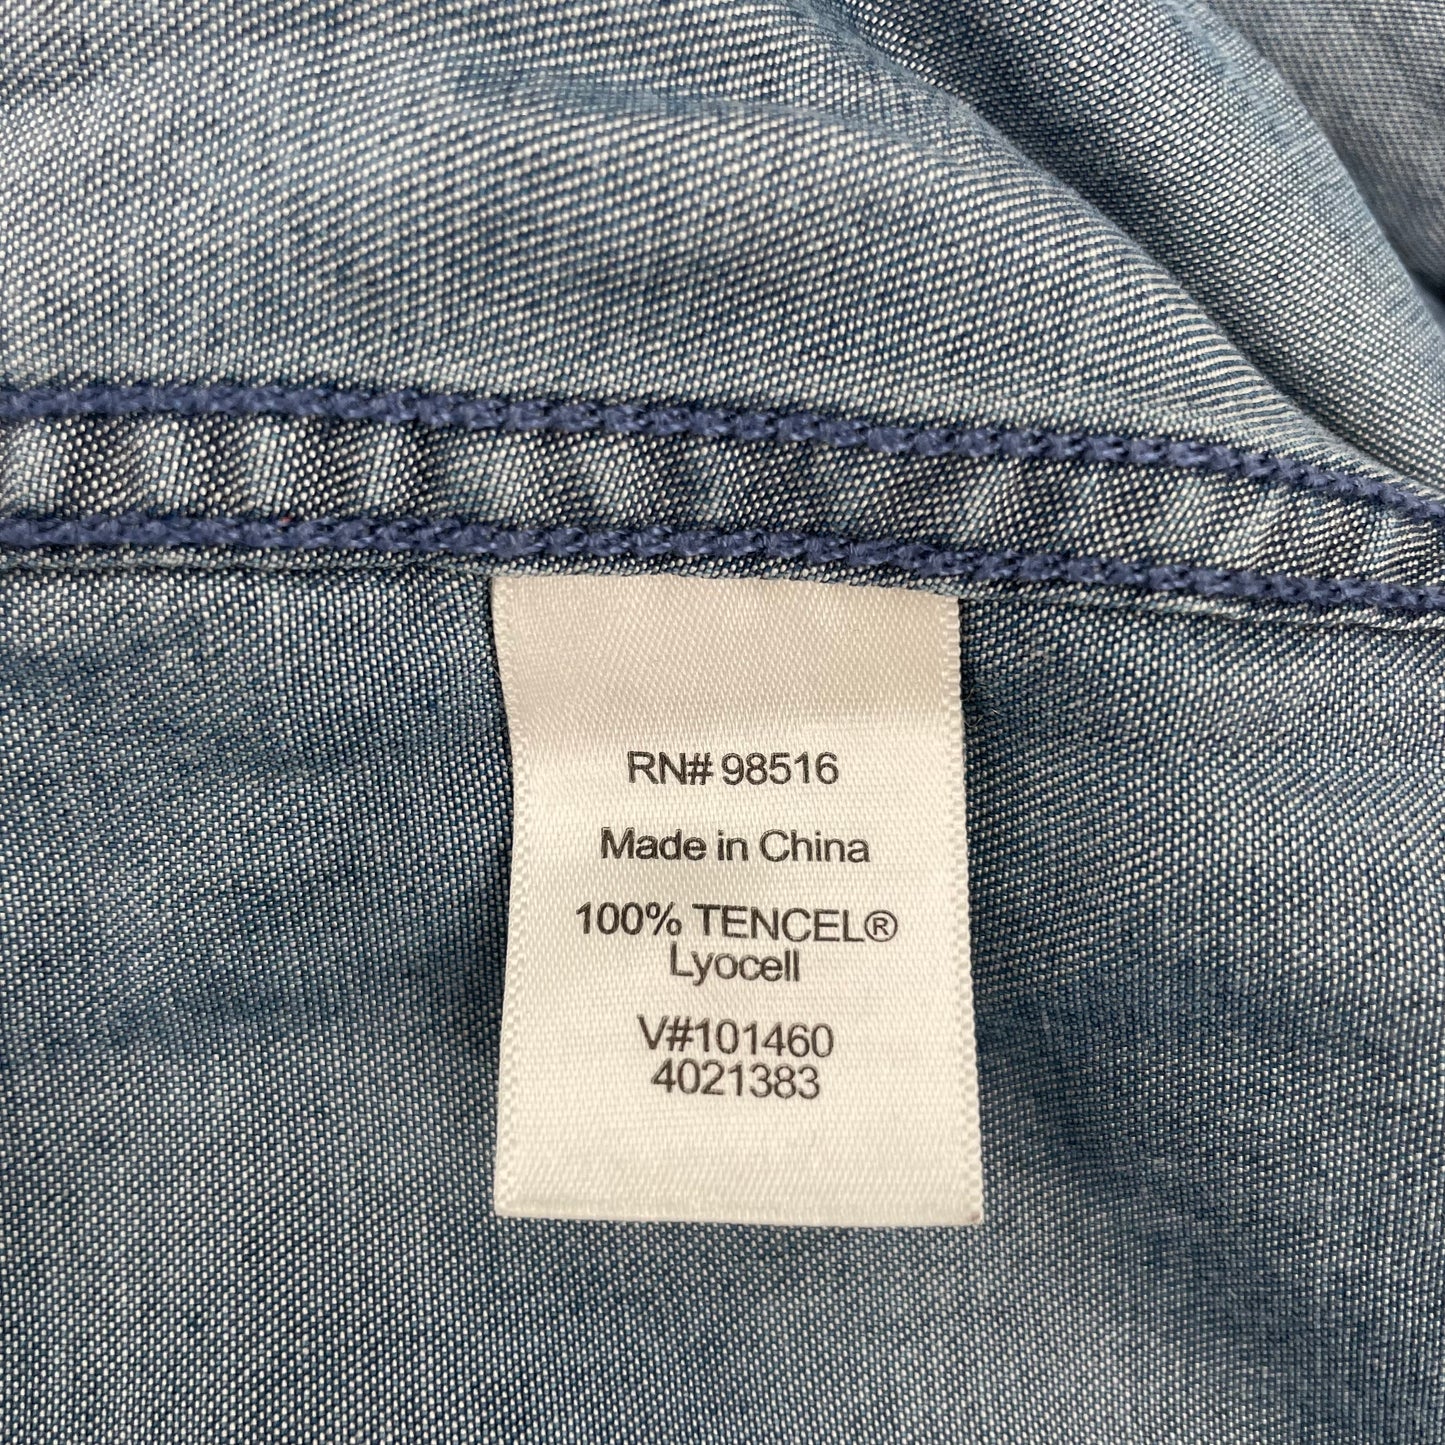 RN# 98516
Made in China
100% TENCEL®
Lyocell
V#101460
4021383